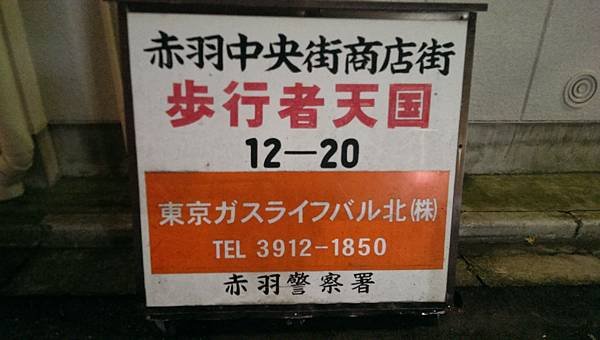 赤羽中央街商店街
歩行者天国
12—20
東京ガスライフバル北㈱
TEL 3912-1850
赤羽警察署